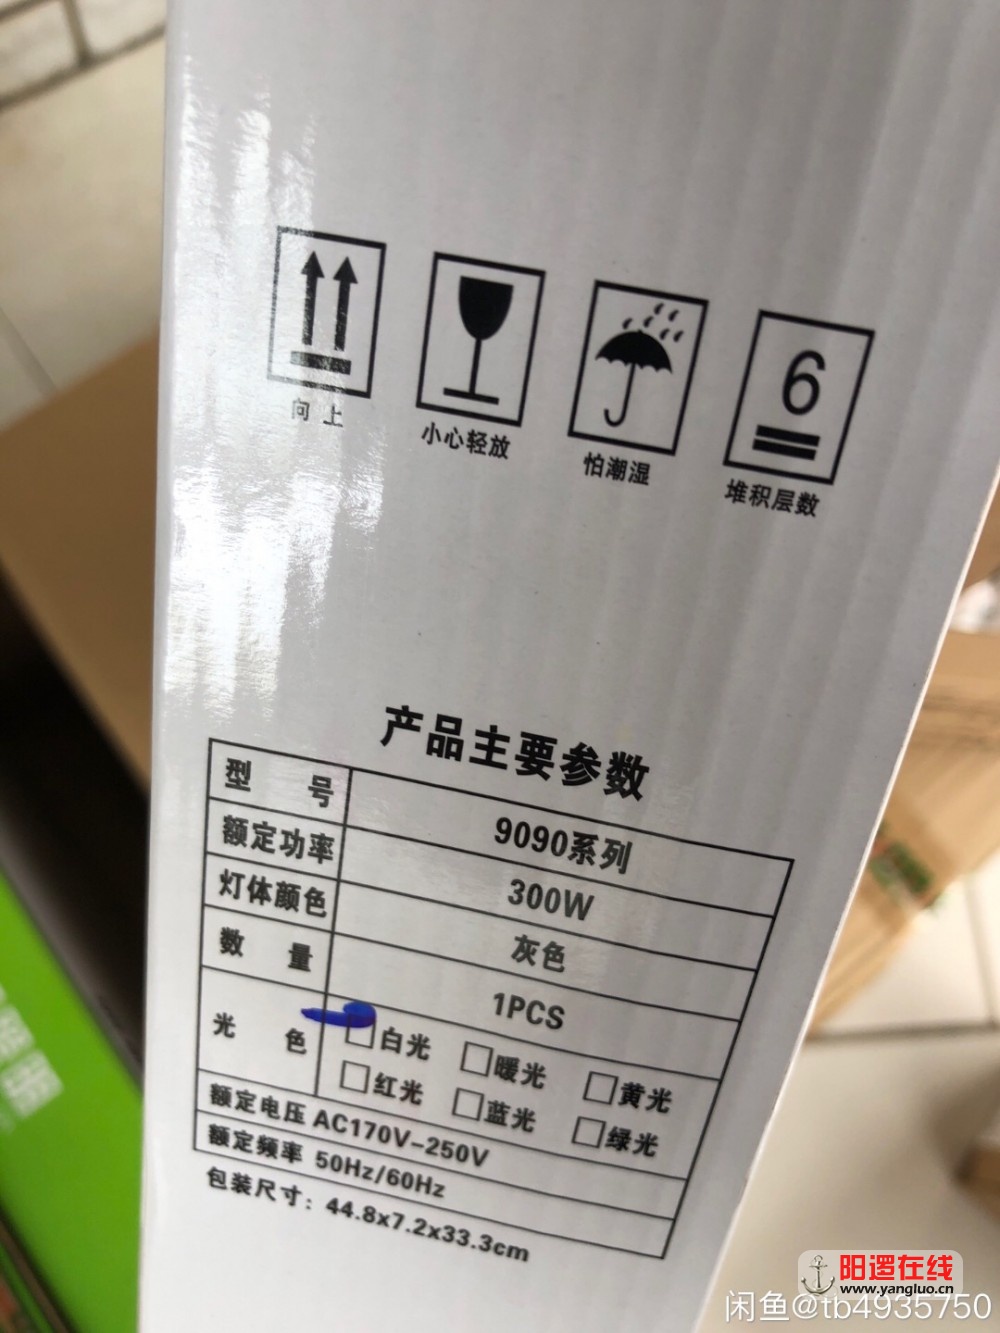 向上
小心轻放
怕潮湿
6
堆积层数
产品主要参数
型 号 9090系列
额定功率 300W
灯体颜色 灰色
数 量 1PCS
光 色 □白光 □暖光 □黄光
□红光 □蓝光 □绿光
额定电压 AC170V-250V
额定频率 50Hz/60Hz
包装尺寸：44.8x7.2x33.3cm
阳逻在线
www.yangluo.cn
闲鱼@tb4935750